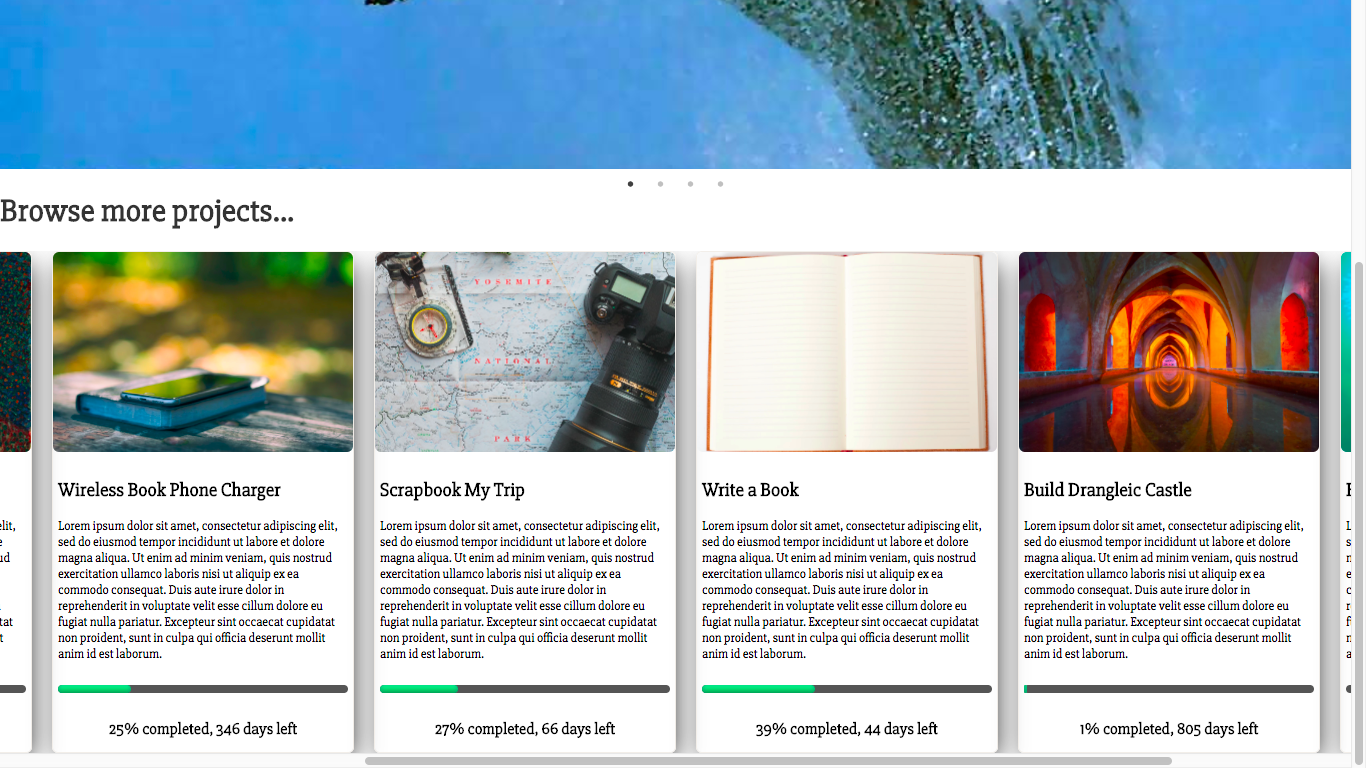 Browse more projects...
YOSEMITE
NATIONAL
PARK
Wireless Book Phone Charger
Lorem ipsum dolor sit amet, consectetur adipiscing elit,
sed do eiusmod tempor incididunt ut labore et dolore
magna aliqua. Ut enim ad minim veniam, quis nostrud
exercitation ullamco laboris nisi ut aliquip ex ea
commodo consequat. Duis aute irure dolor in
reprehenderit in voluptate velit esse cillum dolore eu
fugiat nulla pariatur. Excepteur sint occaecat cupidatat
non proident, sunt in culpa qui officia deserunt mollit
anim id est laborum.
25% completed, 346 days left
Scrapbook My Trip
Lorem ipsum dolor sit amet, consectetur adipiscing elit,
sed do eiusmod tempor incididunt ut labore et dolore
magna aliqua. Ut enim ad minim veniam, quis nostrud
exercitation ullamco laboris nisi ut aliquip ex ea
commodo consequat. Duis aute irure dolor in
reprehenderit in voluptate velit esse cillum dolore eu
fugiat nulla pariatur. Excepteur sint occaecat cupidatat
non proident, sunt in culpa qui officia deserunt mollit
anim id est laborum.
27% completed, 66 days left
Write a Book
Lorem ipsum dolor sit amet, consectetur adipiscing elit,
sed do eiusmod tempor incididunt ut labore et dolore
magna aliqua. Ut enim ad minim veniam, quis nostrud
exercitation ullamco laboris nisi ut aliquip ex ea
commodo consequat. Duis aute irure dolor in
reprehenderit in voluptate velit esse cillum dolore eu
fugiat nulla pariatur. Excepteur sint occaecat cupidatat
non proident, sunt in culpa qui officia deserunt mollit
anim id est laborum.
39% completed, 44 days left
Build Drangleic Castle
Lorem ipsum dolor sit amet, consectetur adipiscing elit,
sed do eiusmod tempor incididunt ut labore et dolore
magna aliqua. Ut enim ad minim veniam, quis nostrud
exercitation ullamco laboris nisi ut aliquip ex ea
commodo consequat. Duis aute irure dolor in
reprehenderit in voluptate velit esse cillum dolore eu
fugiat nulla pariatur. Excepteur sint occaecat cupidatat
non proident, sunt in culpa qui officia deserunt mollit
anim id est laborum.
1% completed, 805 days left